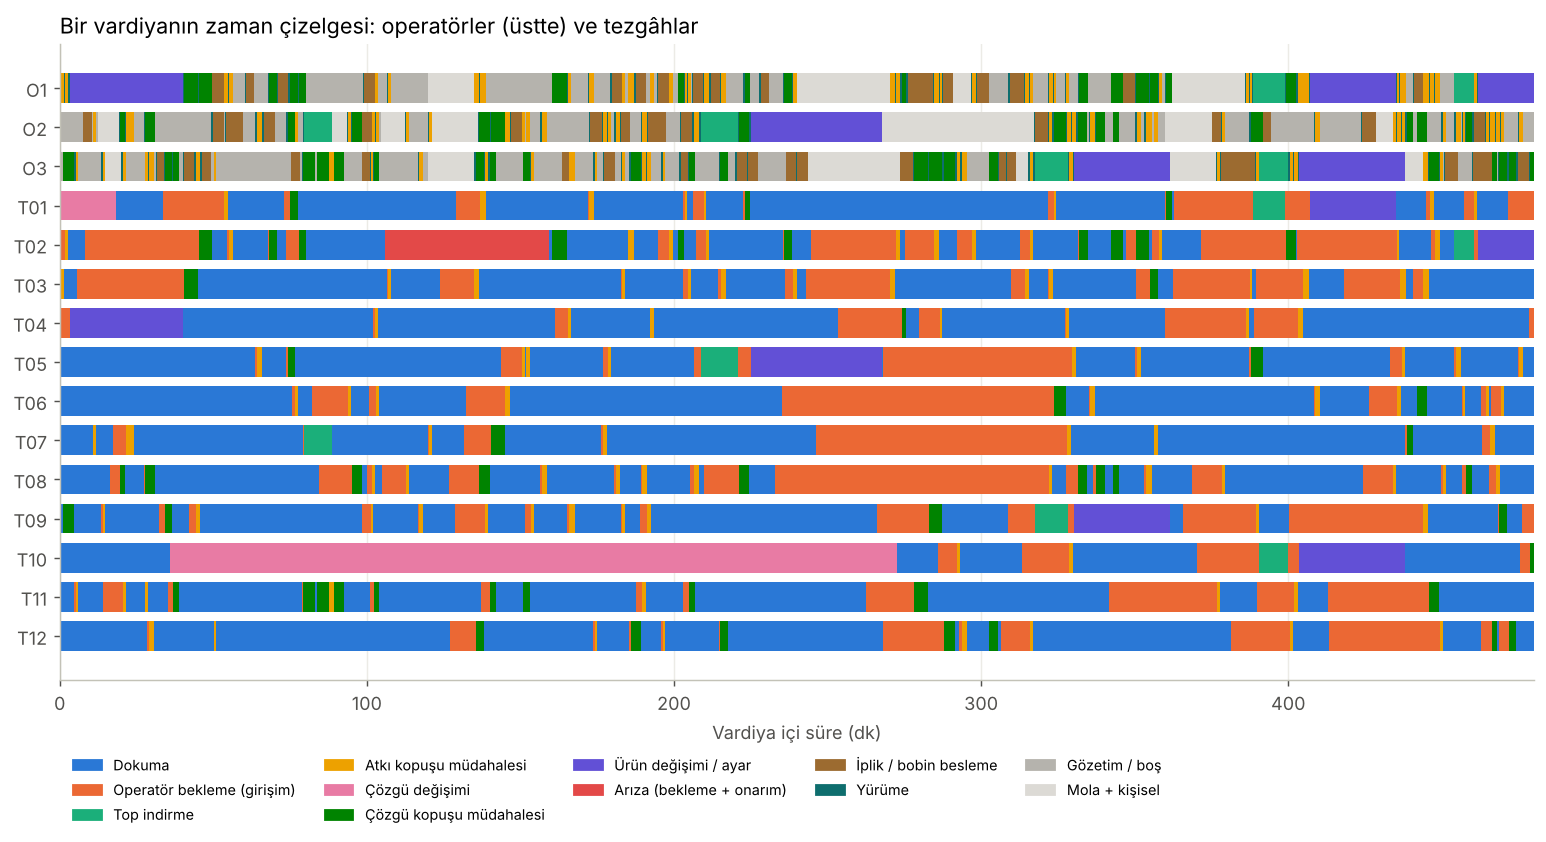 Bir vardiyanın zaman çizelgesi: operatörler (üstte) ve tezgâhlar
O1
O2
O3
T01
T02
T03
T04
T05
T06
T07
T08
T09
T10
T11
T12
0 100 200 300 400
Vardiya içi süre (dk)
Dokuma Atkı kopuşu müdahalesi Ürün değişimi / ayar İplik / bobin besleme Gözetim / boş
Operatör bekleme (girişim) Çözgü değişimi Arıza (bekleme + onarım) Yürüme Mola + kişisel
Top indirme Çözgü kopuşu müdahalesi